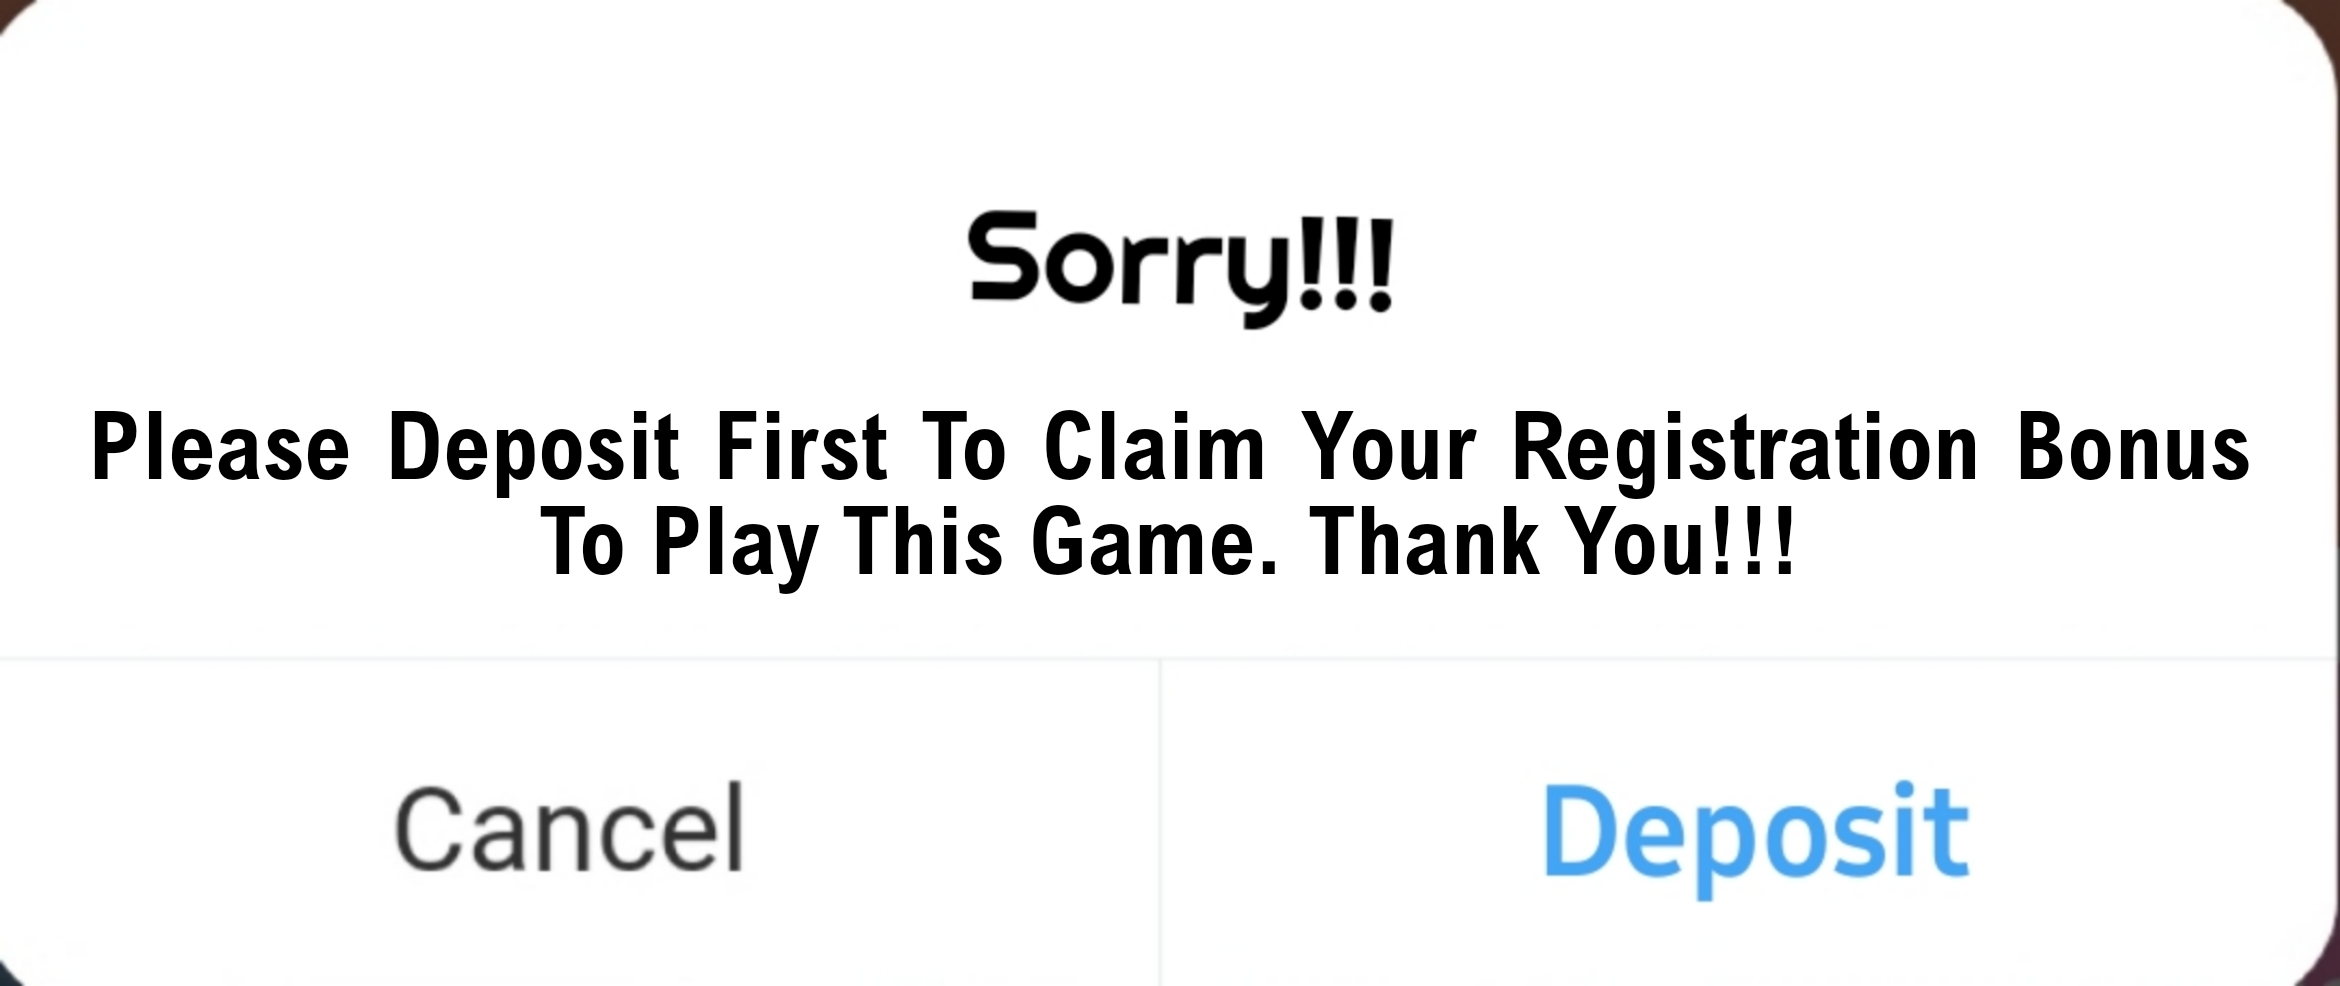 Sorry!!!
Please Deposit First To Claim Your Registration Bonus
To Play This Game. Thank You!!!
Cancel
Deposit